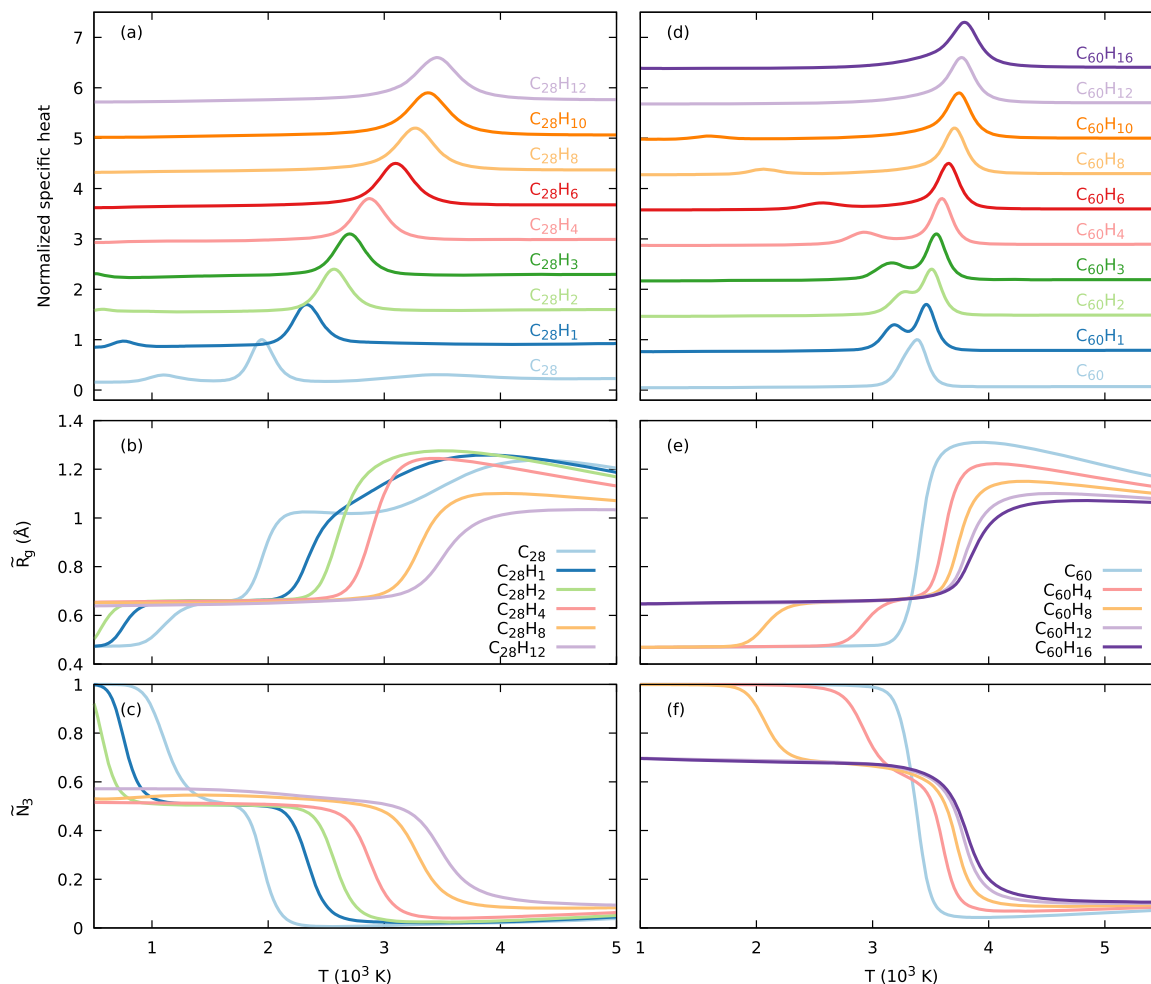 (a)
Normalized specific heat
7
6
5
4
3
2
1
0
C28H12
C28H10
C28H8
C28H6
C28H4
C28H3
C28H2
C28H1
C28
(d)
C60H16
C60H12
C60H10
C60H8
C60H6
C60H4
C60H3
C60H2
C60H1
C60
(b)
R̃g (Å)
1.4
1.2
1
0.8
0.6
0.4
C28
C28H1
C28H2
C28H4
C28H8
C28H12
(e)
C60
C60H4
C60H8
C60H12
C60H16
(c)
Ñ3
1
0.8
0.6
0.4
0.2
0
1 2 3 4 5
T (10³ K)
(f)
1 2 3 4 5
T (10³ K)